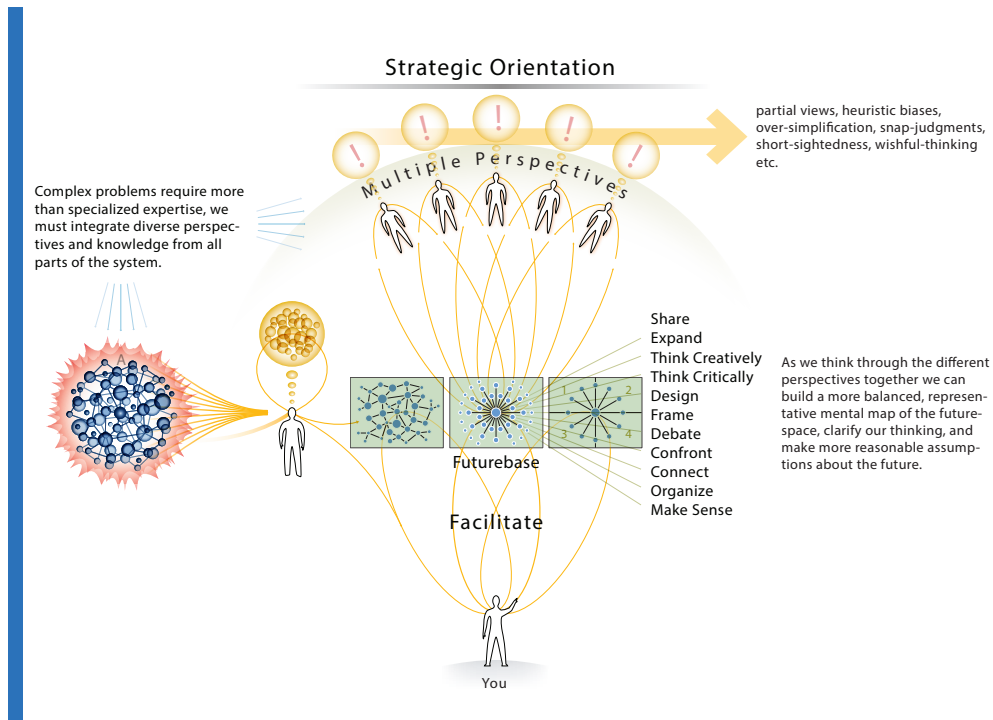 Strategic Orientation
! ! ! ! !
partial views, heuristic biases,
over-simplification, snap-judgments,
short-sightedness, wishful-thinking
etc.
Multiple Perspectives
Complex problems require more
than specialized expertise, we
must integrate diverse perspec-
tives and knowledge from all
parts of the system.
A
Share
Expand
Think Creatively
Think Critically
Design
Frame
Debate
Confront
Connect
Organize
Make Sense
As we think through the different
perspectives together we can
build a more balanced, represen-
tative mental map of the future-
space, clarify our thinking, and
make more reasonable assump-
tions about the future.
1 2
3 4
Futurebase
Facilitate
You